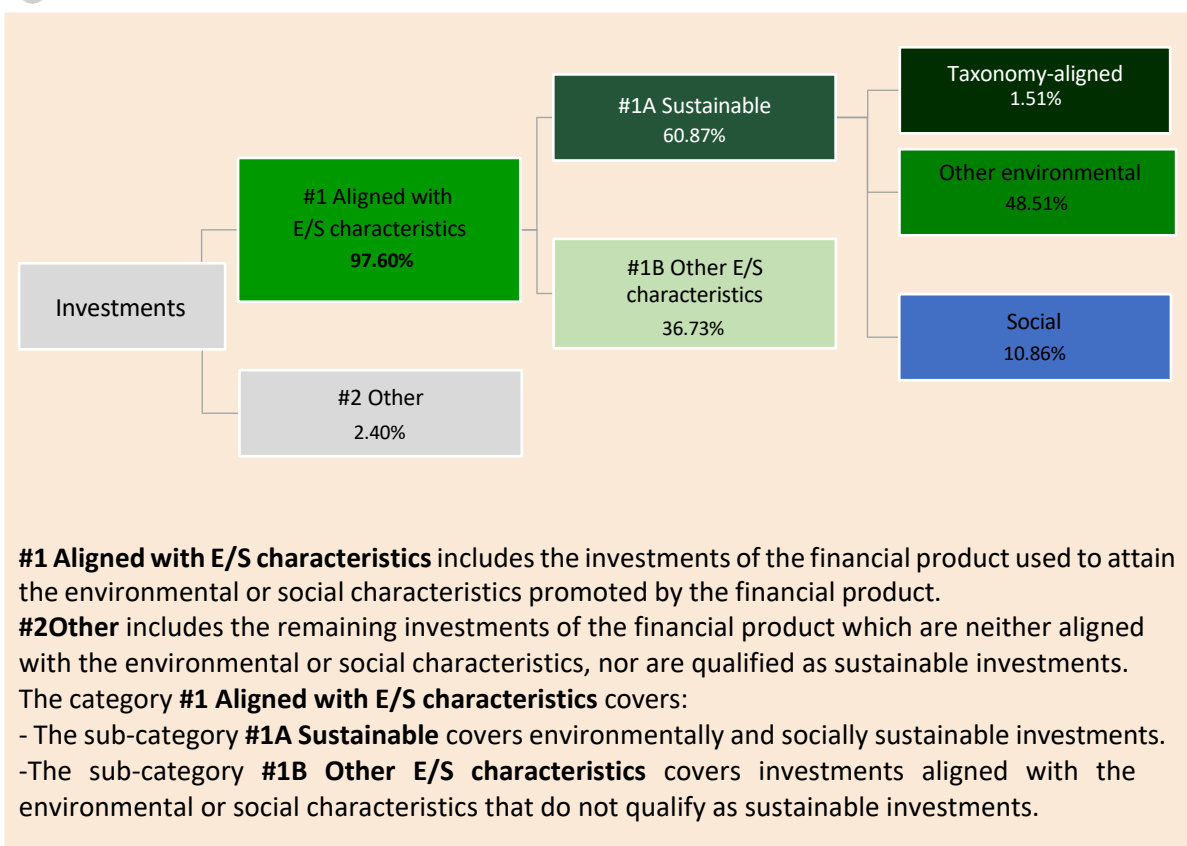 Investments
#1 Aligned with
E/S characteristics
97.60%
#2 Other
2.40%
#1A Sustainable
60.87%
#1B Other E/S
characteristics
36.73%
Taxonomy-aligned
1.51%
Other environmental
48.51%
Social
10.86%
#1 Aligned with E/S characteristics includes the investments of the financial product used to attain
the environmental or social characteristics promoted by the financial product.
#2Other includes the remaining investments of the financial product which are neither aligned
with the environmental or social characteristics, nor are qualified as sustainable investments.
The category #1 Aligned with E/S characteristics covers:
- The sub-category #1A Sustainable covers environmentally and socially sustainable investments.
-The sub-category #1B Other E/S characteristics covers investments aligned with the
environmental or social characteristics that do not qualify as sustainable investments.